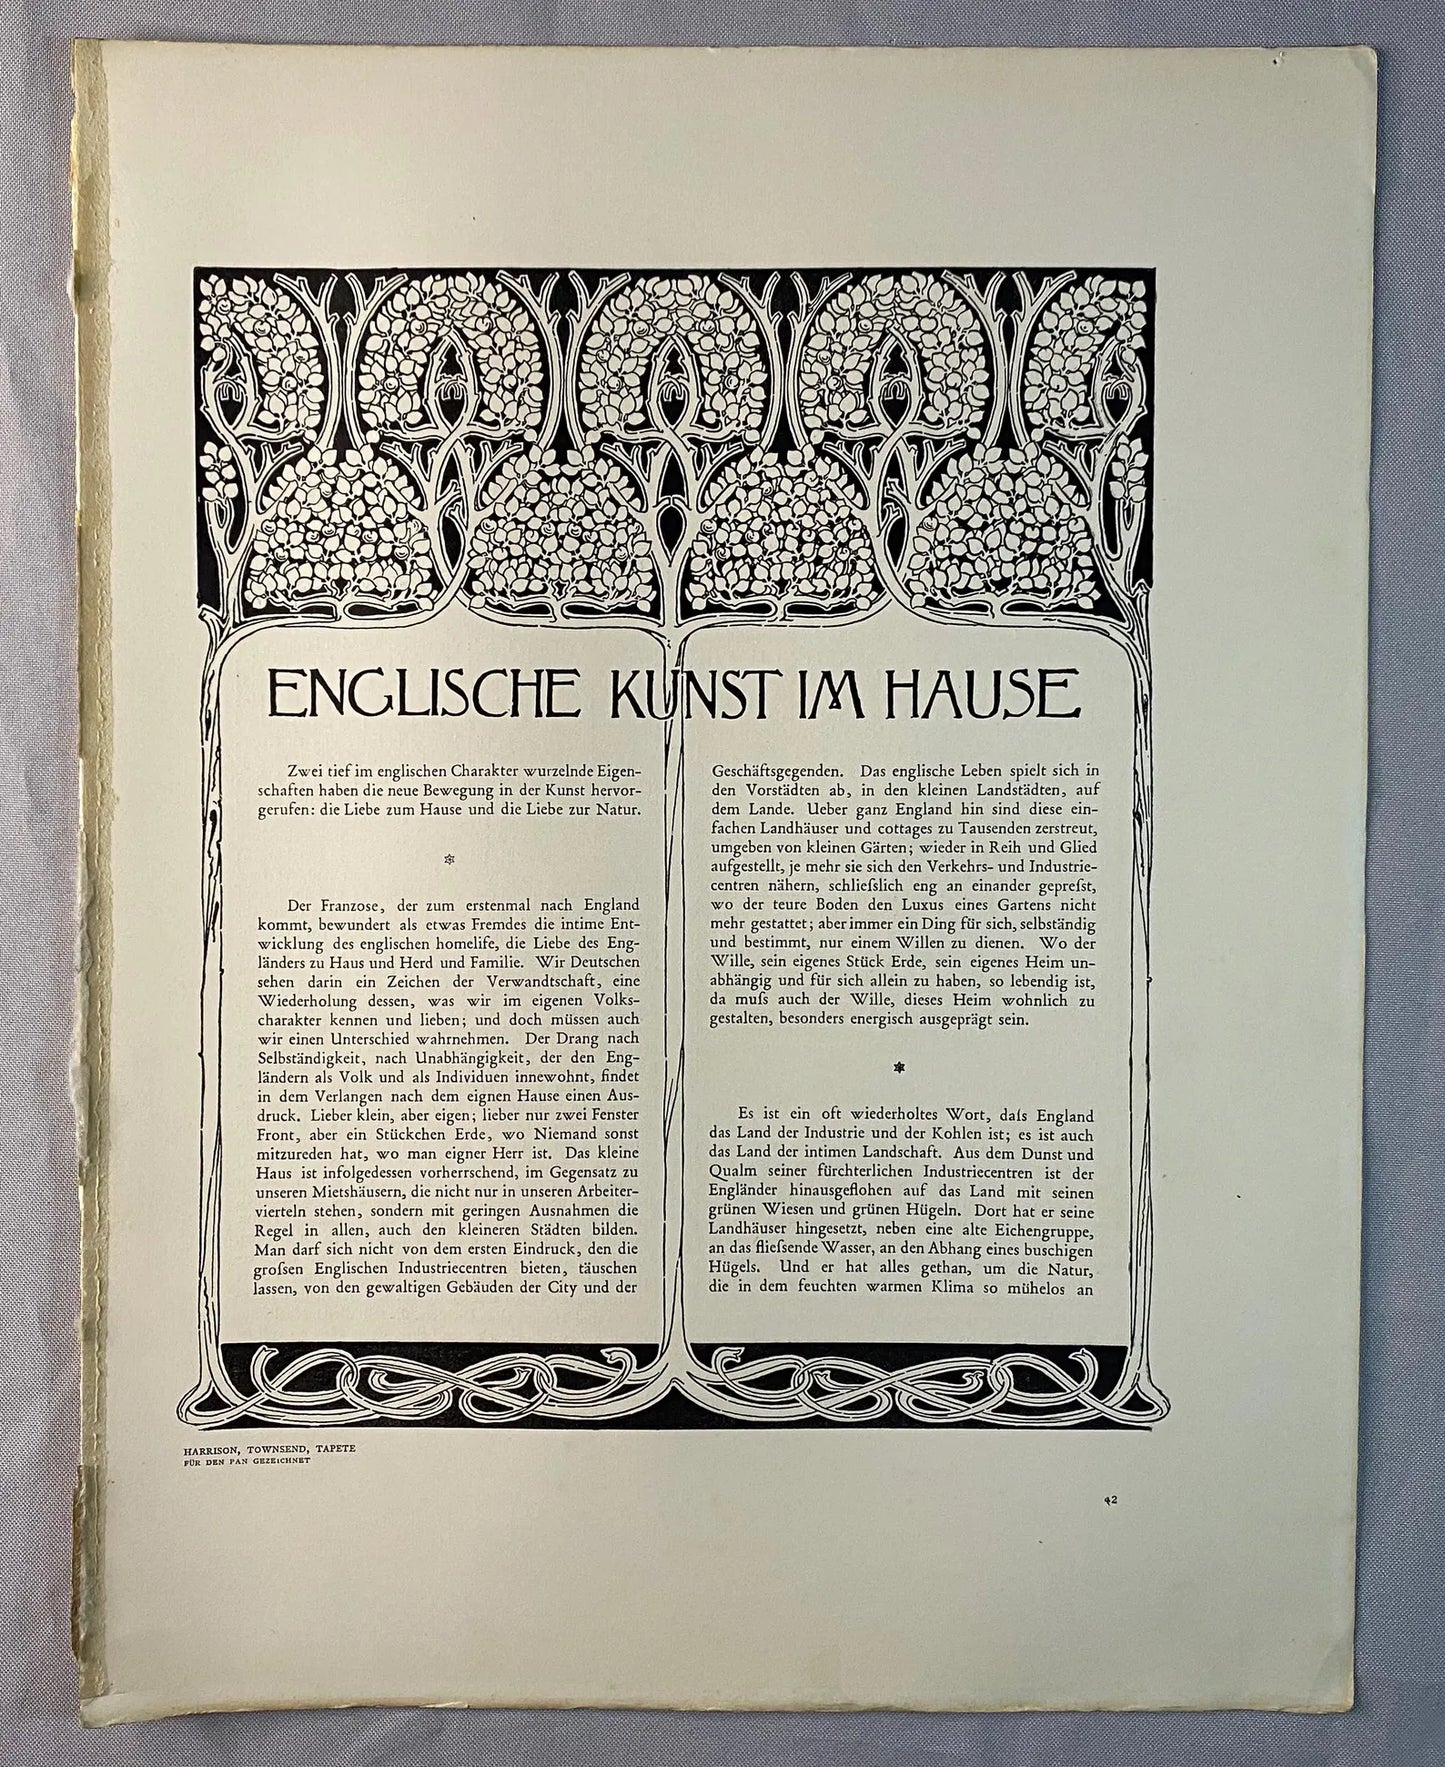 ENGLISCHE KUNST IM HAUSE
Zwei tief im englischen Charakter wurzelnde Eigen-
schaften haben die neue Bewegung in der Kunst hervor-
gerufen: die Liebe zum Hause und die Liebe zur Natur.
Der Franzose, der zum erstenmal nach England
kommt, bewundert als etwas Fremdes die intime Ent-
wicklung des englischen homelife, die Liebe des Eng-
länders zu Haus und Herd und Familie. Wir Deutschen
sehen darin ein Zeichen der Verwandtschaft, eine
Wiederholung dessen, was wir im eigenen Volks-
charakter kennen und lieben; und doch müssen auch
wir einen Unterschied wahrnehmen. Der Drang nach
Selbständigkeit, nach Unabhängigkeit, der den Eng-
ländern als Volk und als Individuen innewohnt, findet
in dem Verlangen nach dem eignen Hause einen Aus-
druck. Lieber klein, aber eigen; lieber nur zwei Fenster
Front, aber ein Stückchen Erde, wo Niemand sonst
mitzureden hat, wo man eigner Herr ist. Das kleine
Haus ist infolgedessen vorherrschend, im Gegensatz zu
unseren Mietshäusern, die nicht nur in unseren Arbeiter-
vierteln stehen, sondern mit geringen Ausnahmen die
Regel in allen, auch den kleineren Städten bilden.
Man darf sich nicht von dem ersten Eindruck, den die
groſsen Englischen Industriecentren bieten, täuschen
lassen, von den gewaltigen Gebäuden der City und der
Geschäftsgegenden. Das englische Leben spielt sich in
den Vorstädten ab, in den kleinen Landstädten, auf
dem Lande. Ueber ganz England hin sind diese ein-
fachen Landhäuser und cottages zu Tausenden zerstreut,
umgeben von kleinen Gärten; wieder in Reih und Glied
aufgestellt, je mehr sie sich den Verkehrs- und Industrie-
centren nähern, schlieſslich eng an einander gepreſst,
wo der teure Boden den Luxus eines Gartens nicht
mehr gestattet; aber immer ein Ding für sich, selbständig
und bestimmt, nur einem Willen zu dienen. Wo der
Wille, sein eigenes Stück Erde, sein eigenes Heim un-
abhängig und für sich allein zu haben, so lebendig ist,
da muſs auch der Wille, dieses Heim wohnlich zu
gestalten, besonders energisch ausgeprägt sein.
Es ist ein oft wiederholtes Wort, daſs England
das Land der Industrie und der Kohlen ist; es ist auch
das Land der intimen Landschaft. Aus dem Dunst und
Qualm seiner fürchterlichen Industriecentren ist der
Engländer hinausgeflohen auf das Land mit seinen
grünen Wiesen und grünen Hügeln. Dort hat er seine
Landhäuser hingesetzt, neben eine alte Eichengruppe,
an das flieſsende Wasser, an den Abhang eines buschigen
Hügels. Und er hat alles gethan, um die Natur,
die in dem feuchten warmen Klima so mühelos an
HARRISON, TOWNSEND, TAPETE
FÜR DEN PAN GEZEICHNET
42